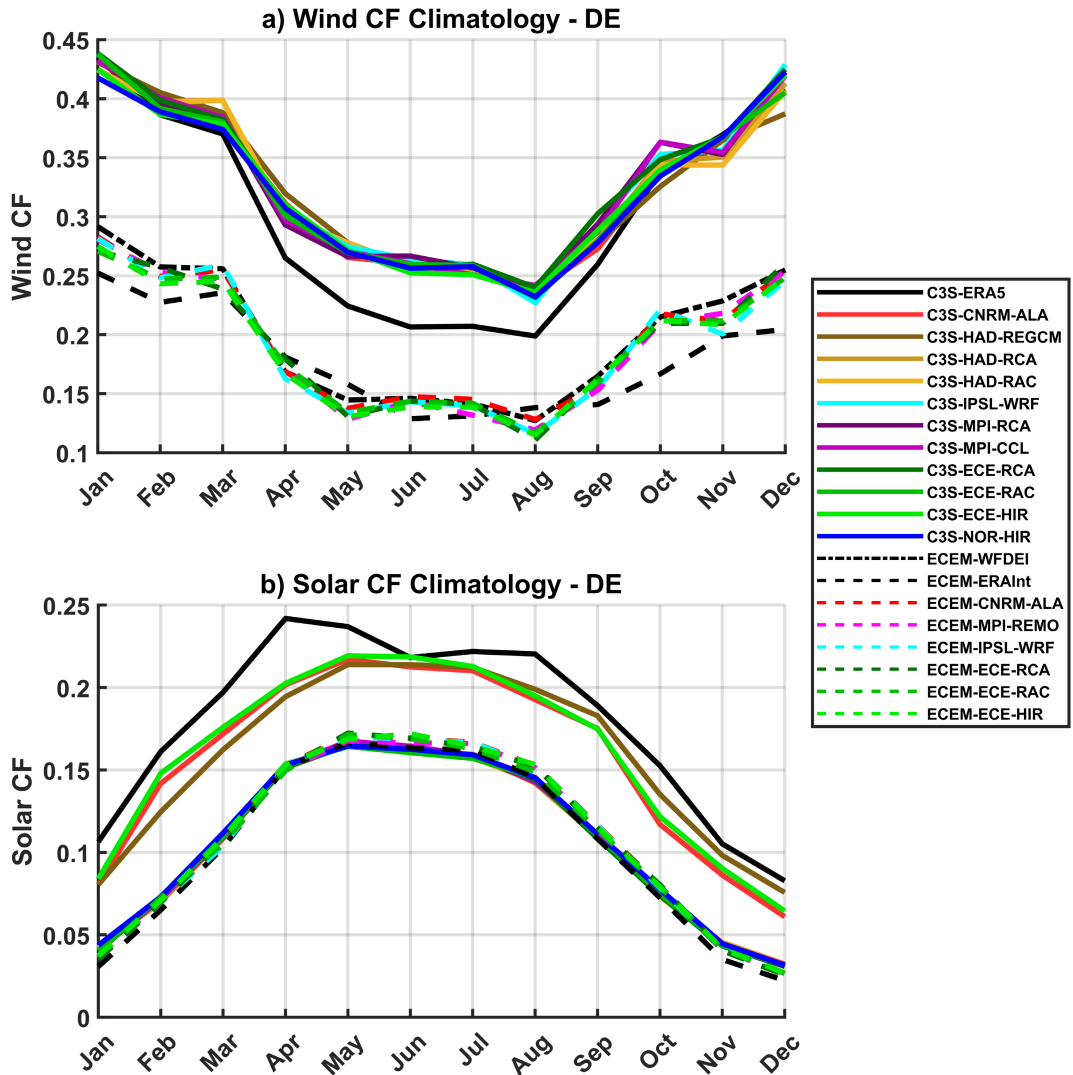 a) Wind CF Climatology - DE
Wind CF
0.45
0.4
0.35
0.3
0.25
0.2
0.15
0.1
Jan
Feb
Mar
Apr
May
Jun
Jul
Aug
Sep
Oct
Nov
Dec
C3S-ERA5
C3S-CNRM-ALA
C3S-HAD-REGCM
C3S-HAD-RCA
C3S-HAD-RAC
C3S-IPSL-WRF
C3S-MPI-RCA
C3S-MPI-CCL
C3S-ECE-RCA
C3S-ECE-RAC
C3S-ECE-HIR
C3S-NOR-HIR
ECEM-WFDEI
ECEM-ERAInt
ECEM-CNRM-ALA
ECEM-MPI-REMO
ECEM-IPSL-WRF
ECEM-ECE-RCA
ECEM-ECE-RAC
ECEM-ECE-HIR
b) Solar CF Climatology - DE
Solar CF
0.25
0.2
0.15
0.1
0.05
0
Jan
Feb
Mar
Apr
May
Jun
Jul
Aug
Sep
Oct
Nov
Dec